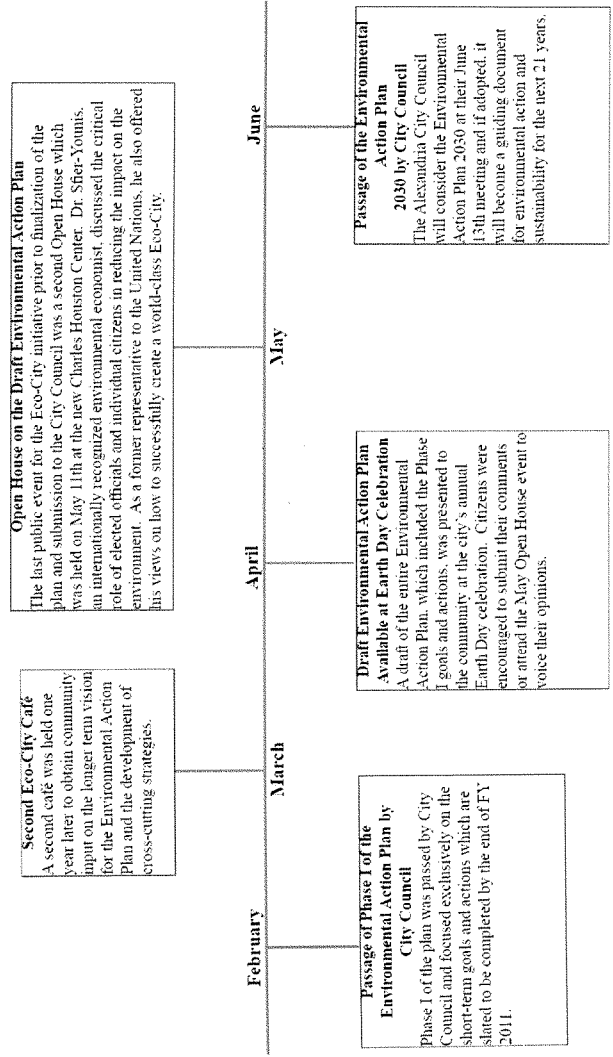 February
Passage of Phase I of the
Environmental Action Plan by
City Council
Phase I of the plan was passed by City
Council and focused exclusively on the
short-term goals and actions which are
slated to be completed by the end of FY
2011.
Second Eco-City Café
A second café was held one
year later to obtain community
input on the longer term vision
for the Environmental Action
Plan and the development of
cross-cutting strategies.
March
April
Draft Environmental Action Plan
Available at Earth Day Celebration
A draft of the entire Environmental
Action Plan, which included the Phase
I goals and actions, was presented to
the community at the city's annual
Earth Day celebration. Citizens were
encouraged to submit their comments
or attend the May Open House event to
voice their opinions.
Open House on the Draft Environmental Action Plan
The last public event for the Eco-City initiative prior to finalization of the
plan and submission to the City Council was a second Open House which
was held on May 11th at the new Charles Houston Center. Dr. Sfier-Younis,
an internationally recognized environmental economist, discussed the critical
role of elected officials and individual citizens in reducing the impact on the
environment. As a former representative to the United Nations, he also offered
his views on how to successfully create a world-class Eco-City.
May
June
Passage of the Environmental
Action Plan
2030 by City Council
The Alexandria City Council
will consider the Environmental
Action Plan 2030 at their June
13th meeting and if adopted, it
will become a guiding document
for environmental action and
sustainability for the next 21 years.